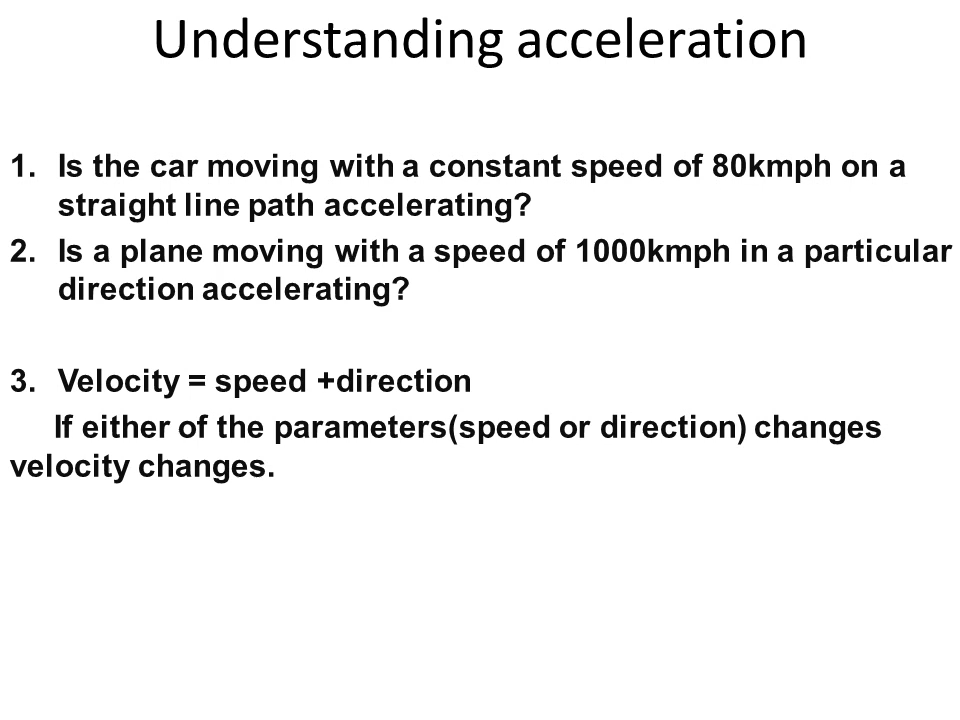 Understanding acceleration
1. Is the car moving with a constant speed of 80kmph on a
straight line path accelerating?
2. Is a plane moving with a speed of 1000kmph in a particular
direction accelerating?
3. Velocity = speed +direction
If either of the parameters(speed or direction) changes
velocity changes.